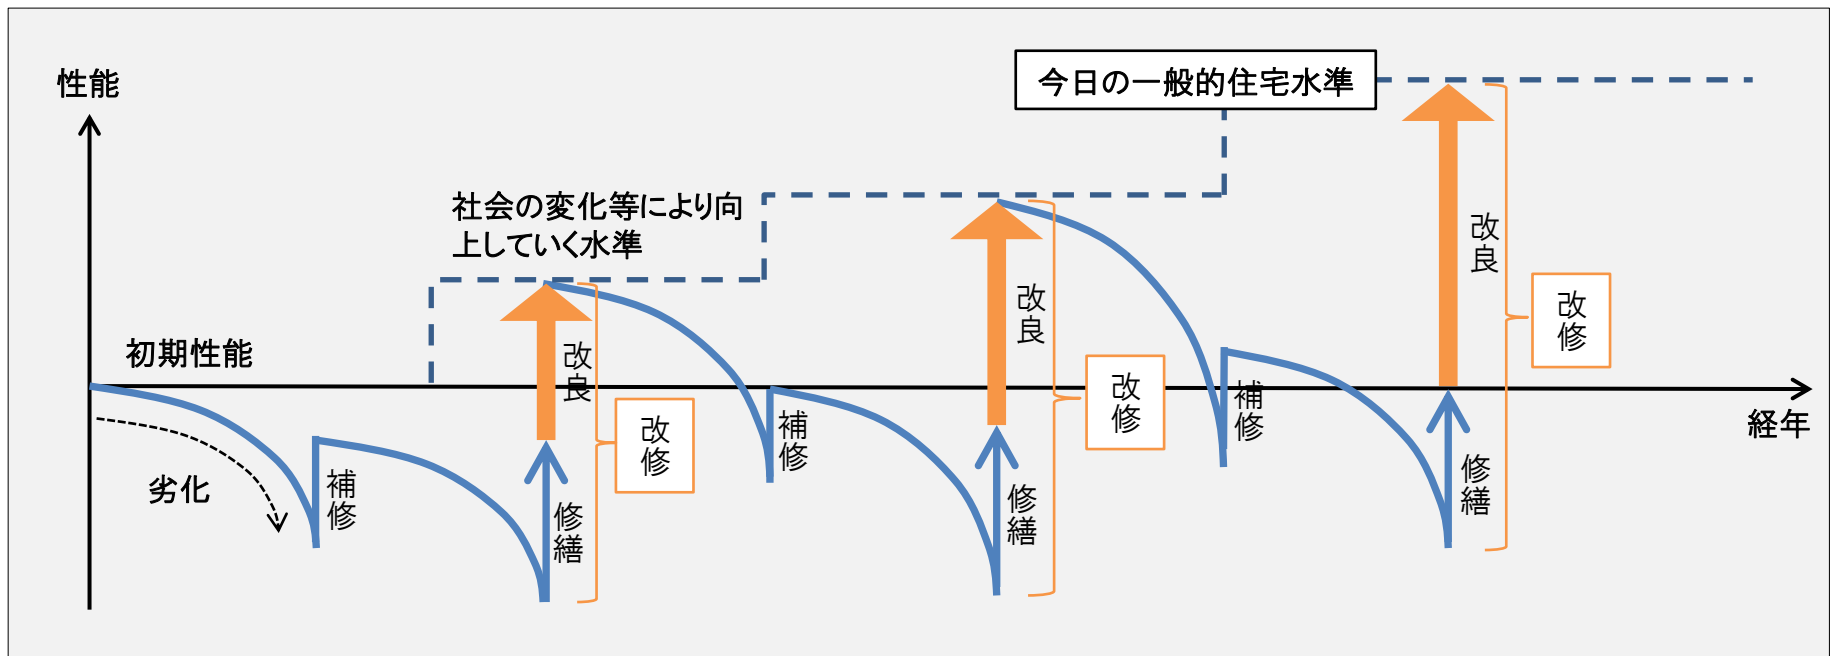 性能
今日の一般的住宅水準
社会の変化等により向
上していく水準
初期性能
劣化
補修
修繕
改良
改修
補修
修繕
改良
改修
補修
修繕
改良
改修
経年